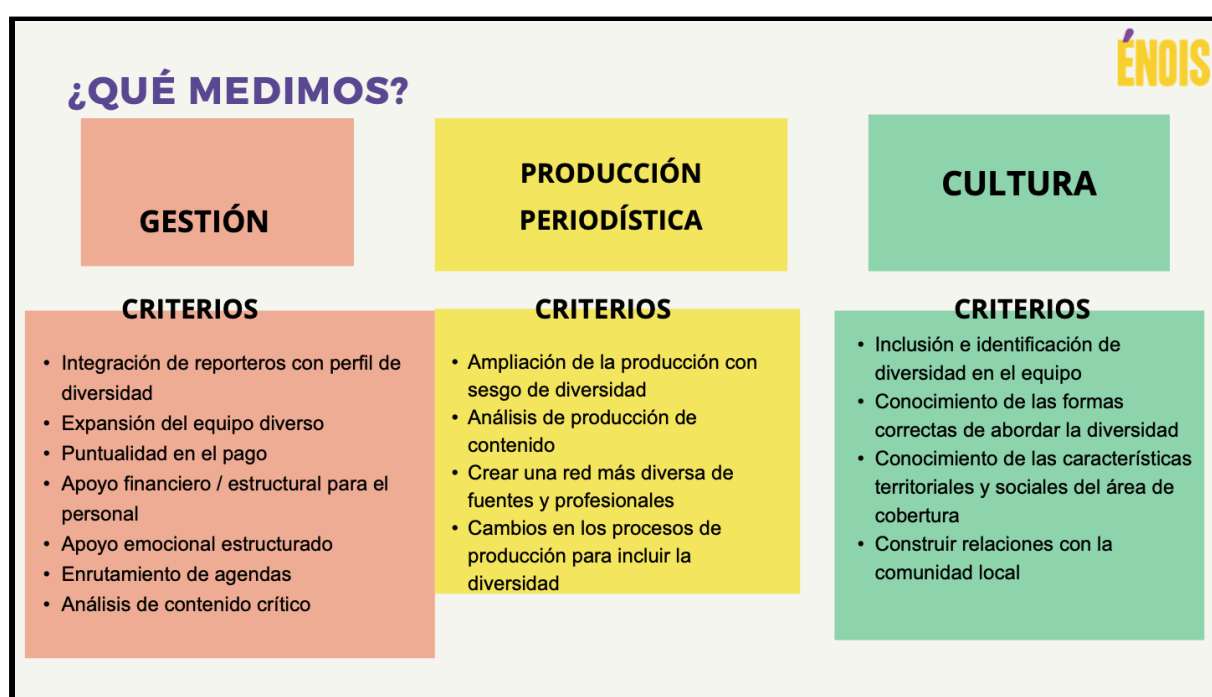 ÉNOIS
¿QUÉ MEDIMOS?
GESTIÓN
CRITERIOS
• Integración de reporteros con perfil de
diversidad
• Expansión del equipo diverso
• Puntualidad en el pago
• Apoyo financiero / estructural para el
personal
• Apoyo emocional estructurado
• Enrutamiento de agendas
• Análisis de contenido crítico
PRODUCCIÓN
PERIODÍSTICA
CRITERIOS
• Ampliación de la producción con
sesgo de diversidad
• Análisis de producción de
contenido
• Crear una red más diversa de
fuentes y profesionales
• Cambios en los procesos de
producción para incluir la
diversidad
CULTURA
CRITERIOS
• Inclusión e identificación de
diversidad en el equipo
• Conocimiento de las formas
correctas de abordar la diversidad
• Conocimiento de las características
territoriales y sociales del área de
cobertura
• Construir relaciones con la
comunidad local